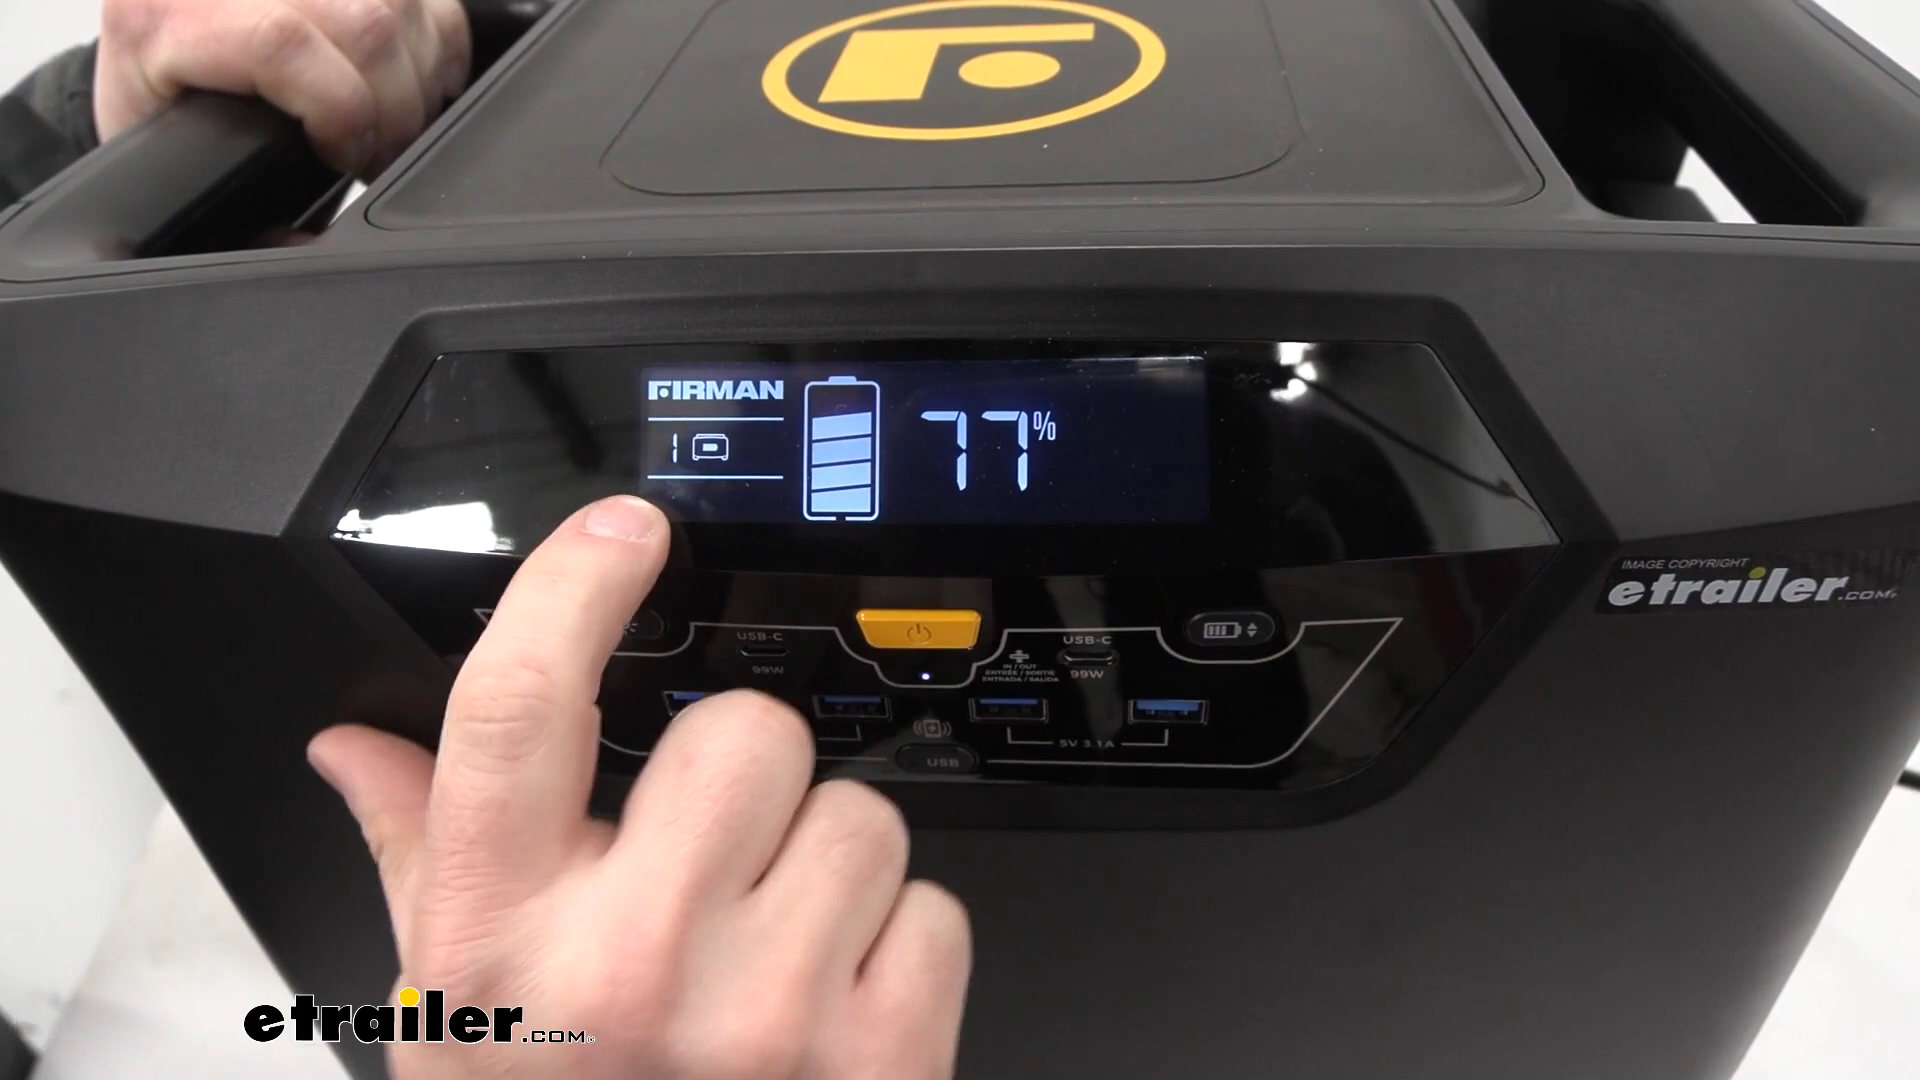 FIRMAN
1
77%
IMAGE COPYRIGHT
etrailer.com
USB-C
99W
IN / OUT
ENTRÉE / SORTIE
ENTRADA / SALIDA
USB-C
99W
5V 3.1A
USB
etrailer.com